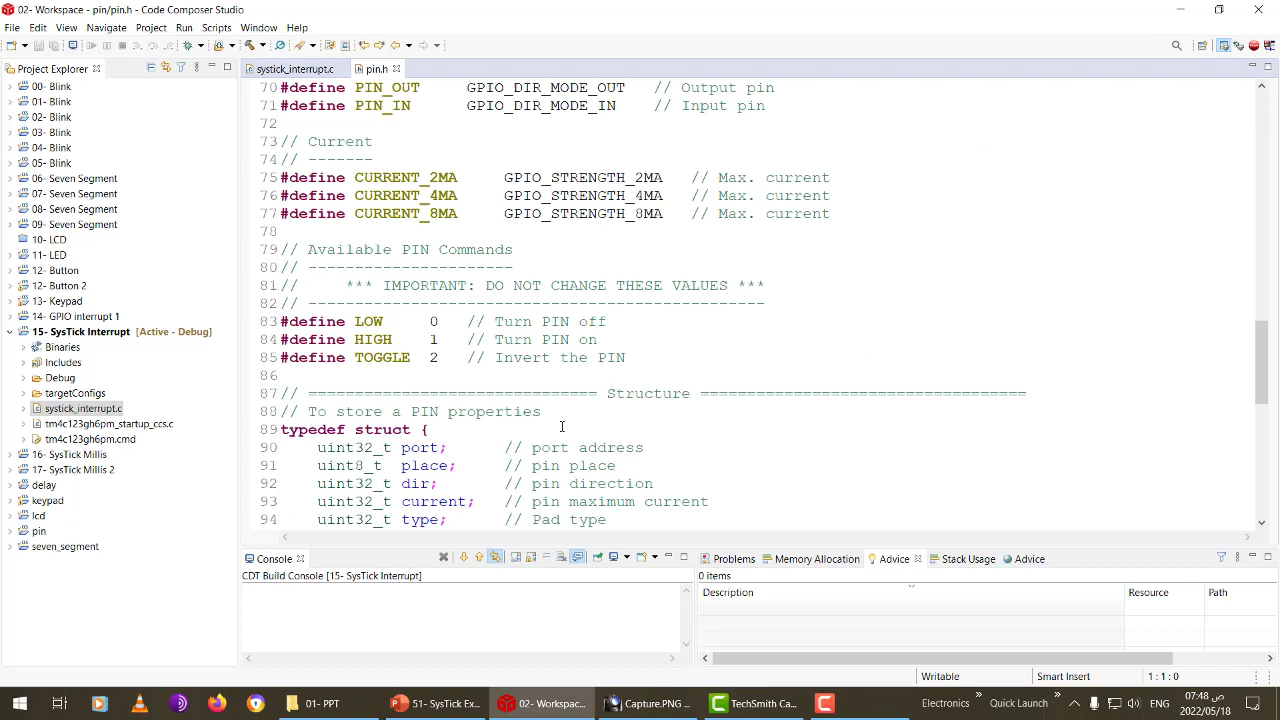 02- Workspace - pin/pin.h - Code Composer Studio
File Edit View Navigate Project Run Scripts Window Help
Project Explorer
00- Blink
01- Blink
02- Blink
03- Blink
04- Blink
05- Blink
06- Seven Segment
07- Seven Segment
08- Seven Segment
09- Seven Segment
10- LCD
11- LED
12- Button
12- Button 2
13- Keypad
14- GPIO interrupt 1
15- SysTick Interrupt [Active - Debug]
Binaries
Includes
Debug
targetConfigs
systick_interrupt.c
tm4c123gh6pm_startup_ccs.c
tm4c123gh6pm.cmd
16- SysTick Millis
17- SysTick Millis 2
delay
keypad
lcd
pin
seven_segment
systick_interrupt.c
pin.h
70 #define PIN_OUT GPIO_DIR_MODE_OUT // Output pin
71 #define PIN_IN GPIO_DIR_MODE_IN // Input pin
72
73 // Current
74 // -------
75 #define CURRENT_2MA GPIO_STRENGTH_2MA // Max. current
76 #define CURRENT_4MA GPIO_STRENGTH_4MA // Max. current
77 #define CURRENT_8MA GPIO_STRENGTH_8MA // Max. current
78
79 // Available PIN Commands
80 // ----------------------
81 // *** IMPORTANT: DO NOT CHANGE THESE VALUES ***
82 // -------------------------------------------------
83 #define LOW 0 // Turn PIN off
84 #define HIGH 1 // Turn PIN on
85 #define TOGGLE 2 // Invert the PIN
86
87 // =============================== Structure ===================================
88 // To store a PIN properties
89 typedef struct {
90 uint32_t port; // port address
91 uint8_t place; // pin place
92 uint32_t dir; // pin direction
93 uint32_t current; // pin maximum current
94 uint32_t type; // Pad type
Console
CDT Build Console [15- SysTick Interrupt]
Problems Memory Allocation Advice Stack Usage Advice
0 items
Description Resource Path
Writable Smart Insert 1 : 1 : 0
01- PPT
51- SysTick Ex...
02- Workspac...
Capture.PNG ...
TechSmith Ca...
Electronics » Quick Launch »
ENG
07:48 ص
2022/05/18